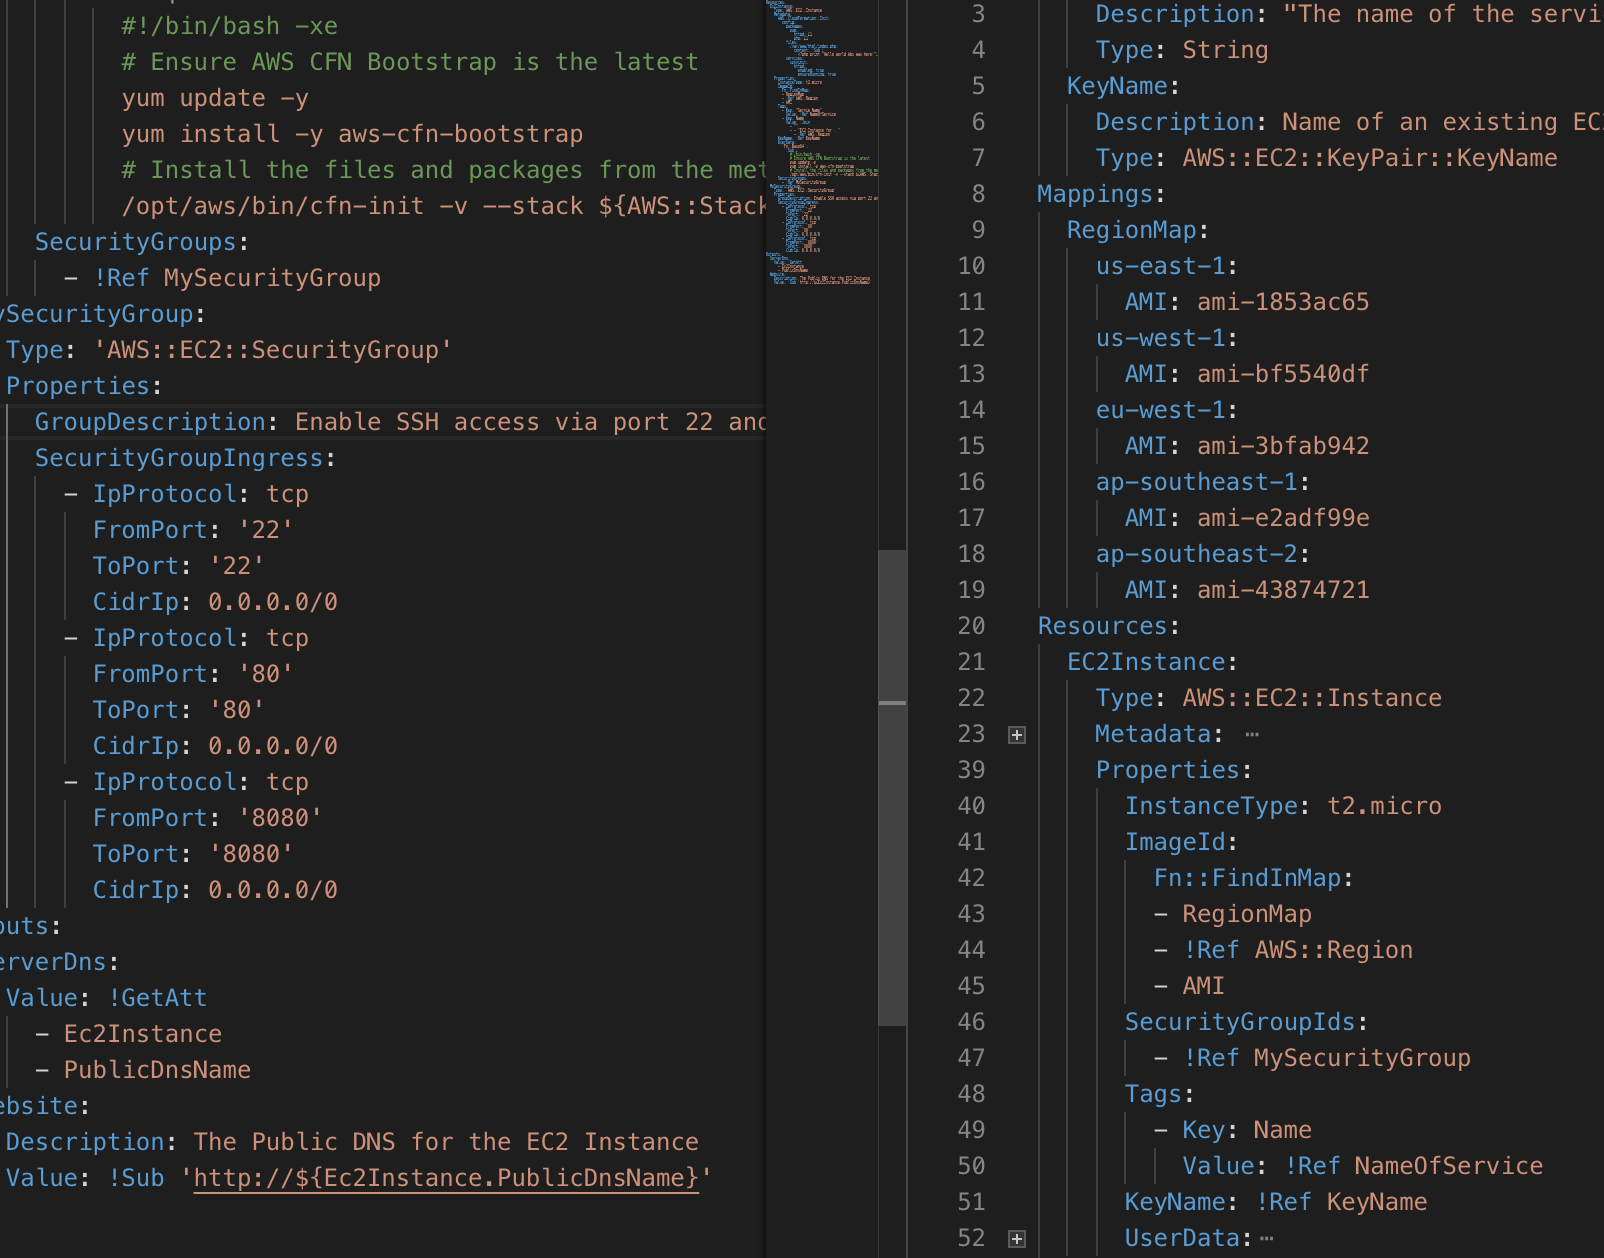 #!/bin/bash -xe
# Ensure AWS CFN Bootstrap is the latest
yum update -y
yum install -y aws-cfn-bootstrap
# Install the files and packages from the met
/opt/aws/bin/cfn-init -v --stack ${AWS::Stack
SecurityGroups:
- !Ref MySecurityGroup
ySecurityGroup:
Type: 'AWS::EC2::SecurityGroup'
Properties:
GroupDescription: Enable SSH access via port 22 and
SecurityGroupIngress:
- IpProtocol: tcp
FromPort: '22'
ToPort: '22'
CidrIp: 0.0.0.0/0
- IpProtocol: tcp
FromPort: '80'
ToPort: '80'
CidrIp: 0.0.0.0/0
- IpProtocol: tcp
FromPort: '8080'
ToPort: '8080'
CidrIp: 0.0.0.0/0
puts:
erverDns:
Value: !GetAtt
- Ec2Instance
- PublicDnsName
ebsite:
Description: The Public DNS for the EC2 Instance
Value: !Sub 'http://${Ec2Instance.PublicDnsName}'
3 Description: "The name of the servi
4 Type: String
5 KeyName:
6 Description: Name of an existing EC2
7 Type: AWS::EC2::KeyPair::KeyName
8 Mappings:
9 RegionMap:
10 us-east-1:
11 AMI: ami-1853ac65
12 us-west-1:
13 AMI: ami-bf5540df
14 eu-west-1:
15 AMI: ami-3bfab942
16 ap-southeast-1:
17 AMI: ami-e2adf99e
18 ap-southeast-2:
19 AMI: ami-43874721
20 Resources:
21 EC2Instance:
22 Type: AWS::EC2::Instance
23 Metadata: ⋯
39 Properties:
40 InstanceType: t2.micro
41 ImageId:
42 Fn::FindInMap:
43 - RegionMap
44 - !Ref AWS::Region
45 - AMI
46 SecurityGroupIds:
47 - !Ref MySecurityGroup
48 Tags:
49 - Key: Name
50 Value: !Ref NameOfService
51 KeyName: !Ref KeyName
52 UserData:⋯